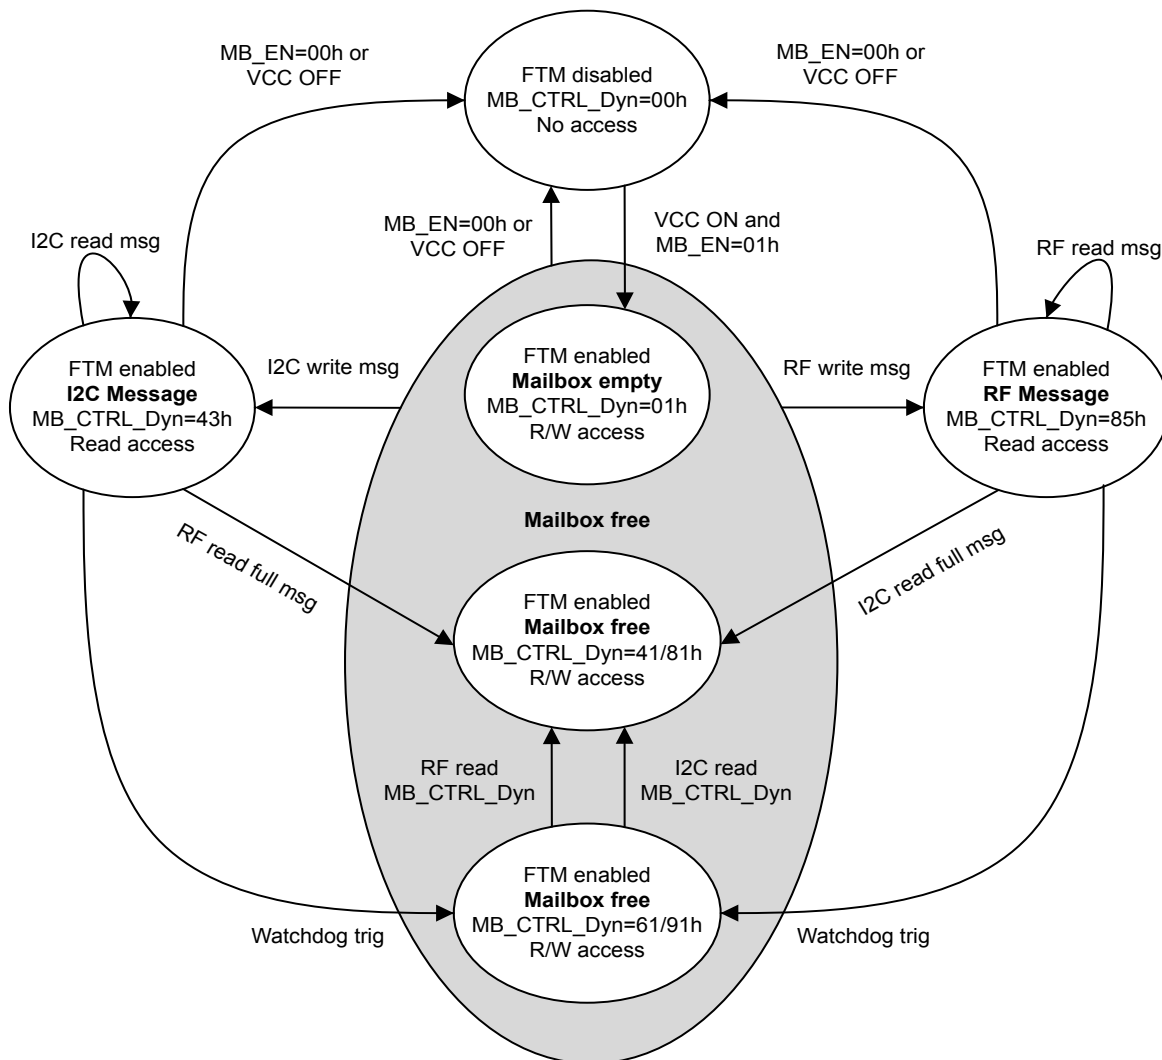 MB_EN=00h or
VCC OFF
FTM disabled
MB_CTRL_Dyn=00h
No access
MB_EN=00h or
VCC OFF
MB_EN=00h or
VCC OFF
VCC ON and
MB_EN=01h
I2C read msg
RF read msg
FTM enabled
I2C Message
MB_CTRL_Dyn=43h
Read access
I2C write msg
FTM enabled
Mailbox empty
MB_CTRL_Dyn=01h
R/W access
RF write msg
FTM enabled
RF Message
MB_CTRL_Dyn=85h
Read access
Mailbox free
RF read full msg
I2C read full msg
FTM enabled
Mailbox free
MB_CTRL_Dyn=41/81h
R/W access
RF read
MB_CTRL_Dyn
I2C read
MB_CTRL_Dyn
FTM enabled
Mailbox free
MB_CTRL_Dyn=61/91h
R/W access
Watchdog trig
Watchdog trig